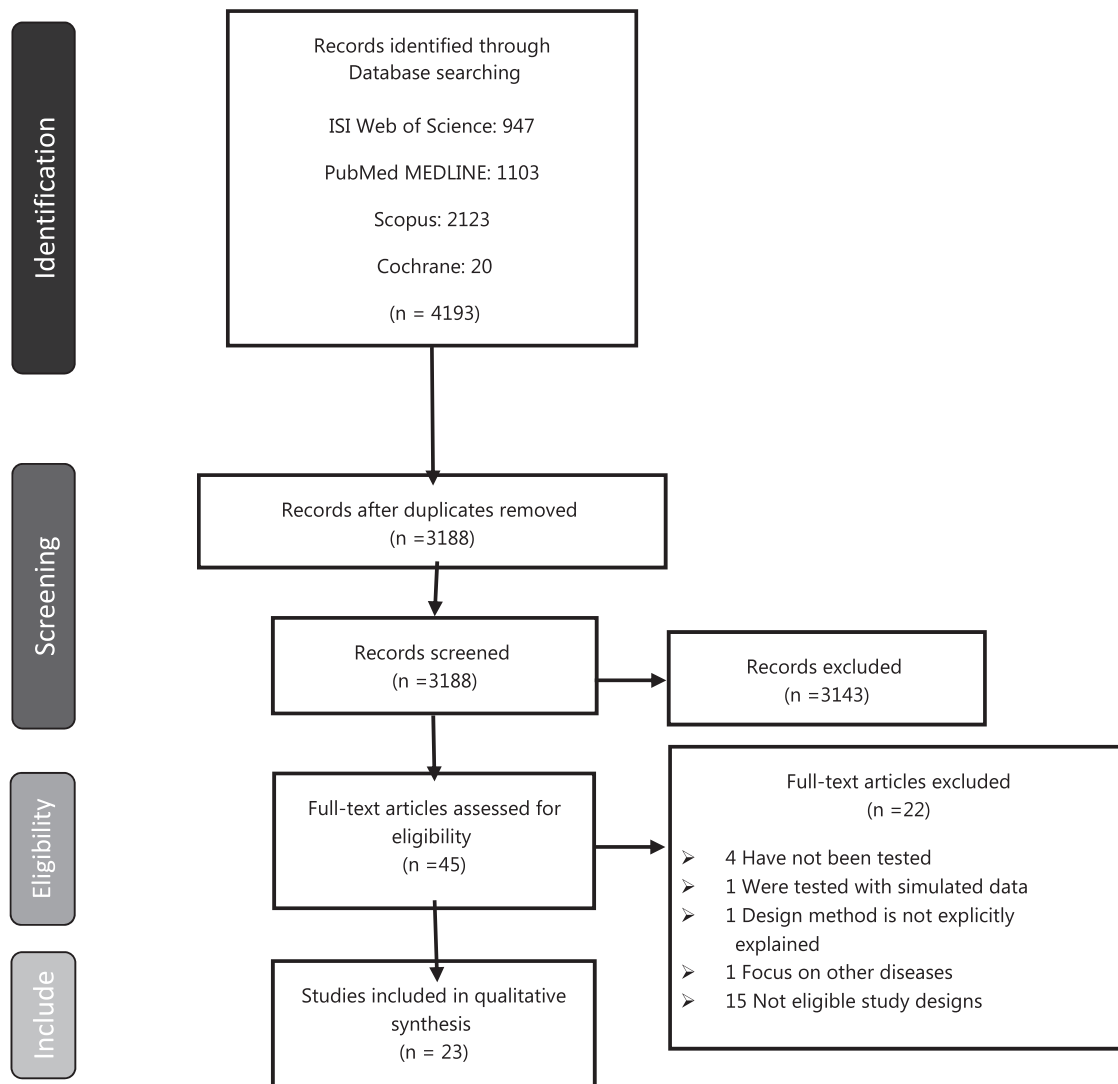 Identification
Records identified through
Database searching
ISI Web of Science: 947
PubMed MEDLINE: 1103
Scopus: 2123
Cochrane: 20
(n = 4193)
Screening
Records after duplicates removed
(n =3188)
Records screened
(n =3188)
Records excluded
(n =3143)
Eligibility
Full-text articles assessed for
eligibility
(n =45)
Full-text articles excluded
(n =22)
➢ 4 Have not been tested
➢ 1 Were tested with simulated data
➢ 1 Design method is not explicitly
explained
➢ 1 Focus on other diseases
➢ 15 Not eligible study designs
Include
Studies included in qualitative
synthesis
(n = 23)